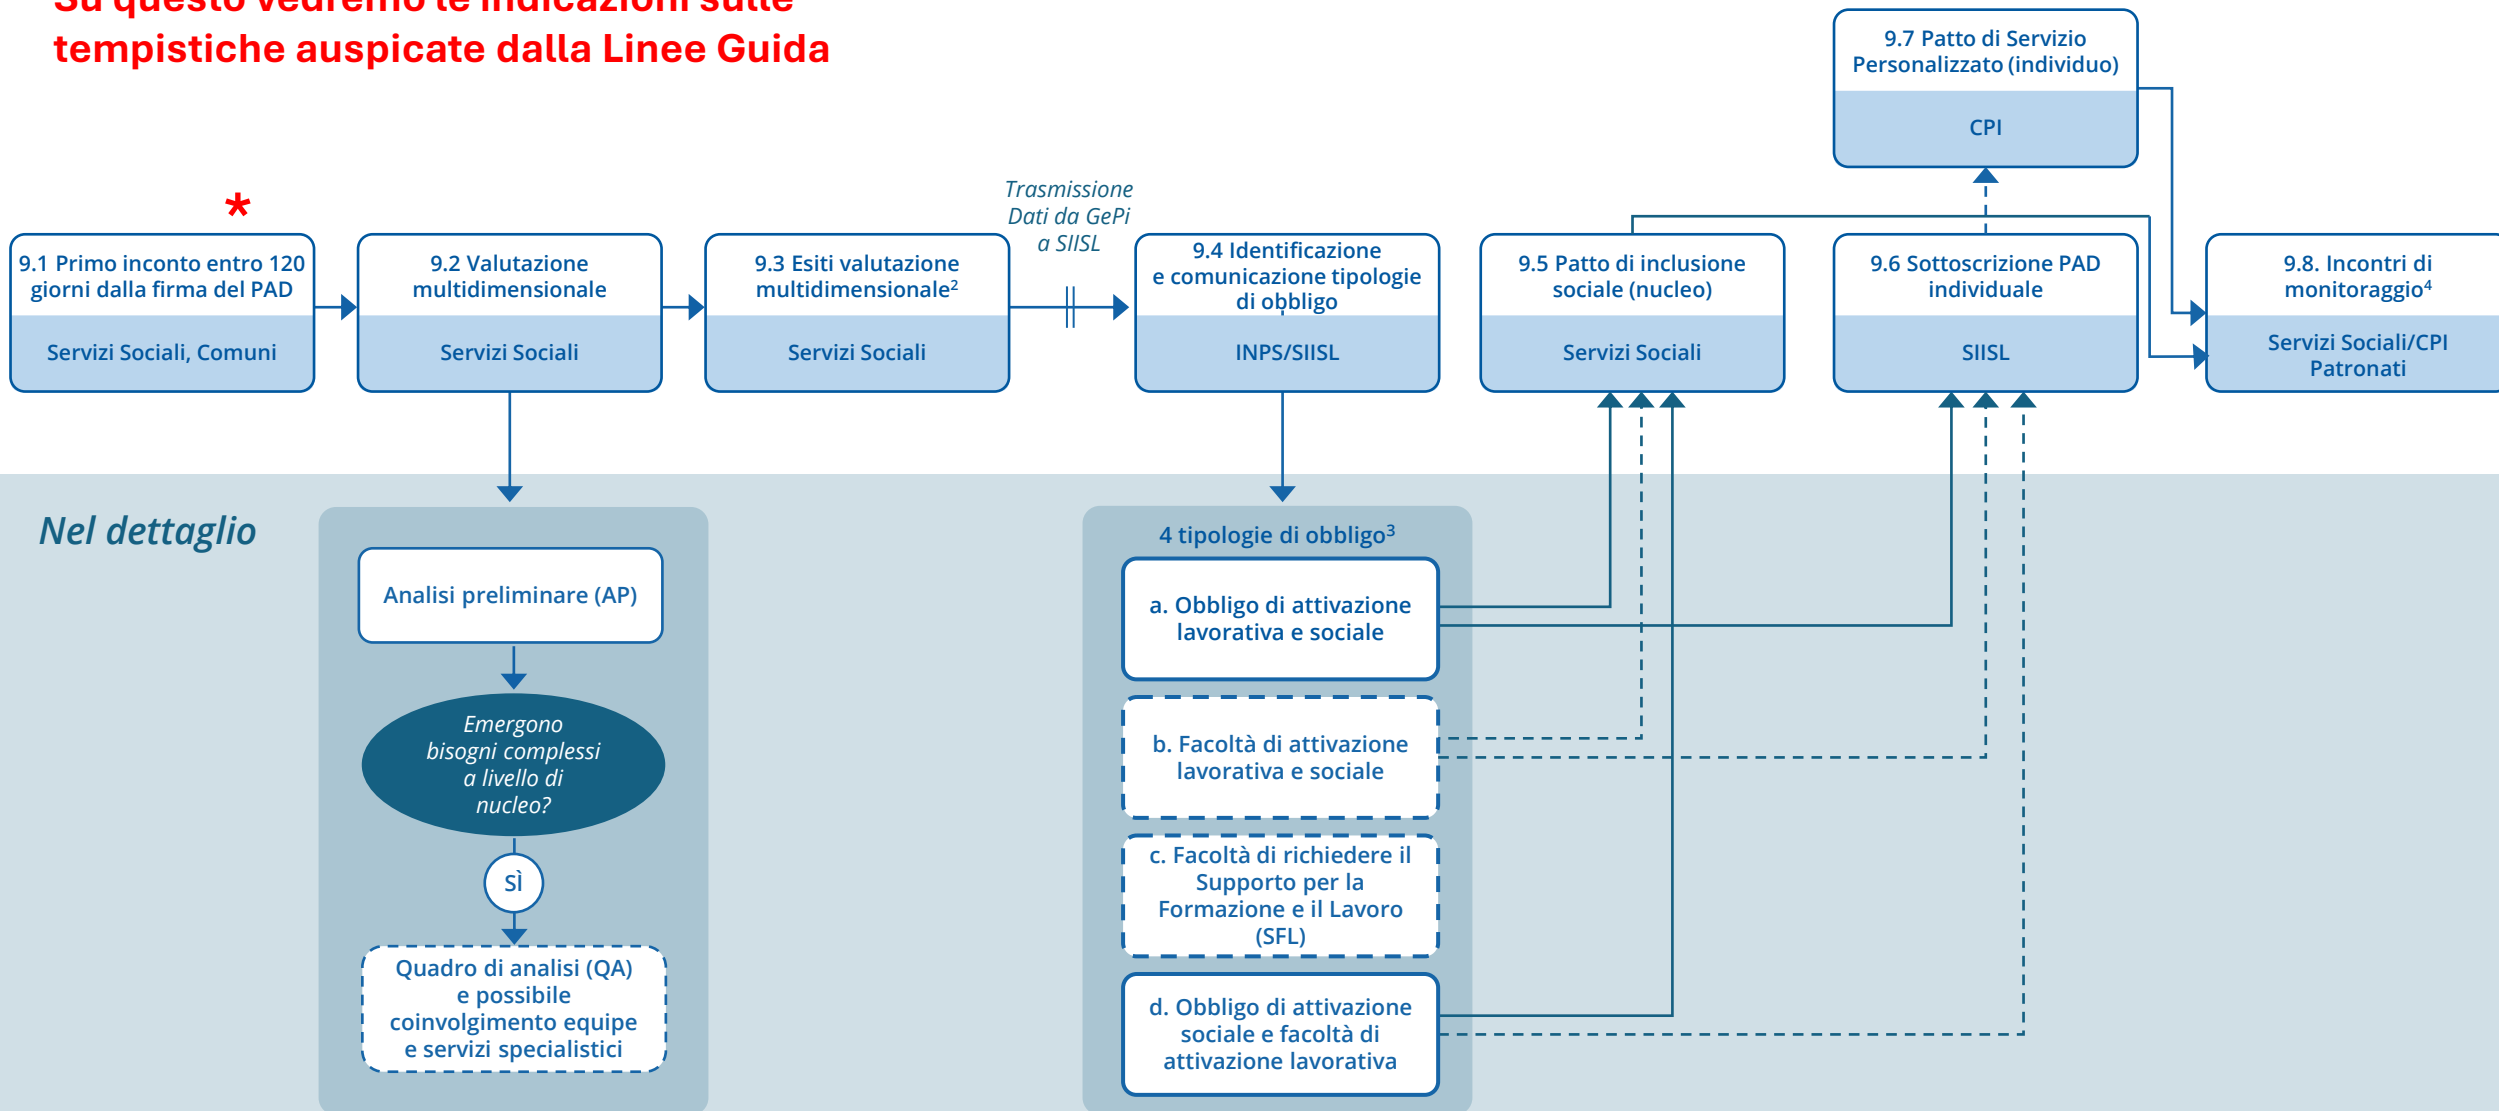 Su questo vedremo le indicazioni sulle
tempistiche auspicate dalla Linee Guida
9.7 Patto di Servizio
Personalizzato (individuo)
CPI
*
Trasmissione
Dati da GePi
a SIISL
9.1 Primo inconto entro 120
giorni dalla firma del PAD
Servizi Sociali, Comuni
9.2 Valutazione
multidimensionale
Servizi Sociali
9.3 Esiti valutazione
multidimensionale²
Servizi Sociali
9.4 Identificazione
e comunicazione tipologie
di obbligo
INPS/SIISL
9.5 Patto di inclusione
sociale (nucleo)
Servizi Sociali
9.6 Sottoscrizione PAD
individuale
SIISL
9.8. Incontri di
monitoraggio⁴
Servizi Sociali/CPI
Patronati
Nel dettaglio
Analisi preliminare (AP)
Emergono
bisogni complessi
a livello di
nucleo?
SÌ
Quadro di analisi (QA)
e possibile
coinvolgimento equipe
e servizi specialistici
4 tipologie di obbligo³
a. Obbligo di attivazione
lavorativa e sociale
b. Facoltà di attivazione
lavorativa e sociale
c. Facoltà di richiedere il
Supporto per la
Formazione e il Lavoro
(SFL)
d. Obbligo di attivazione
sociale e facoltà di
attivazione lavorativa